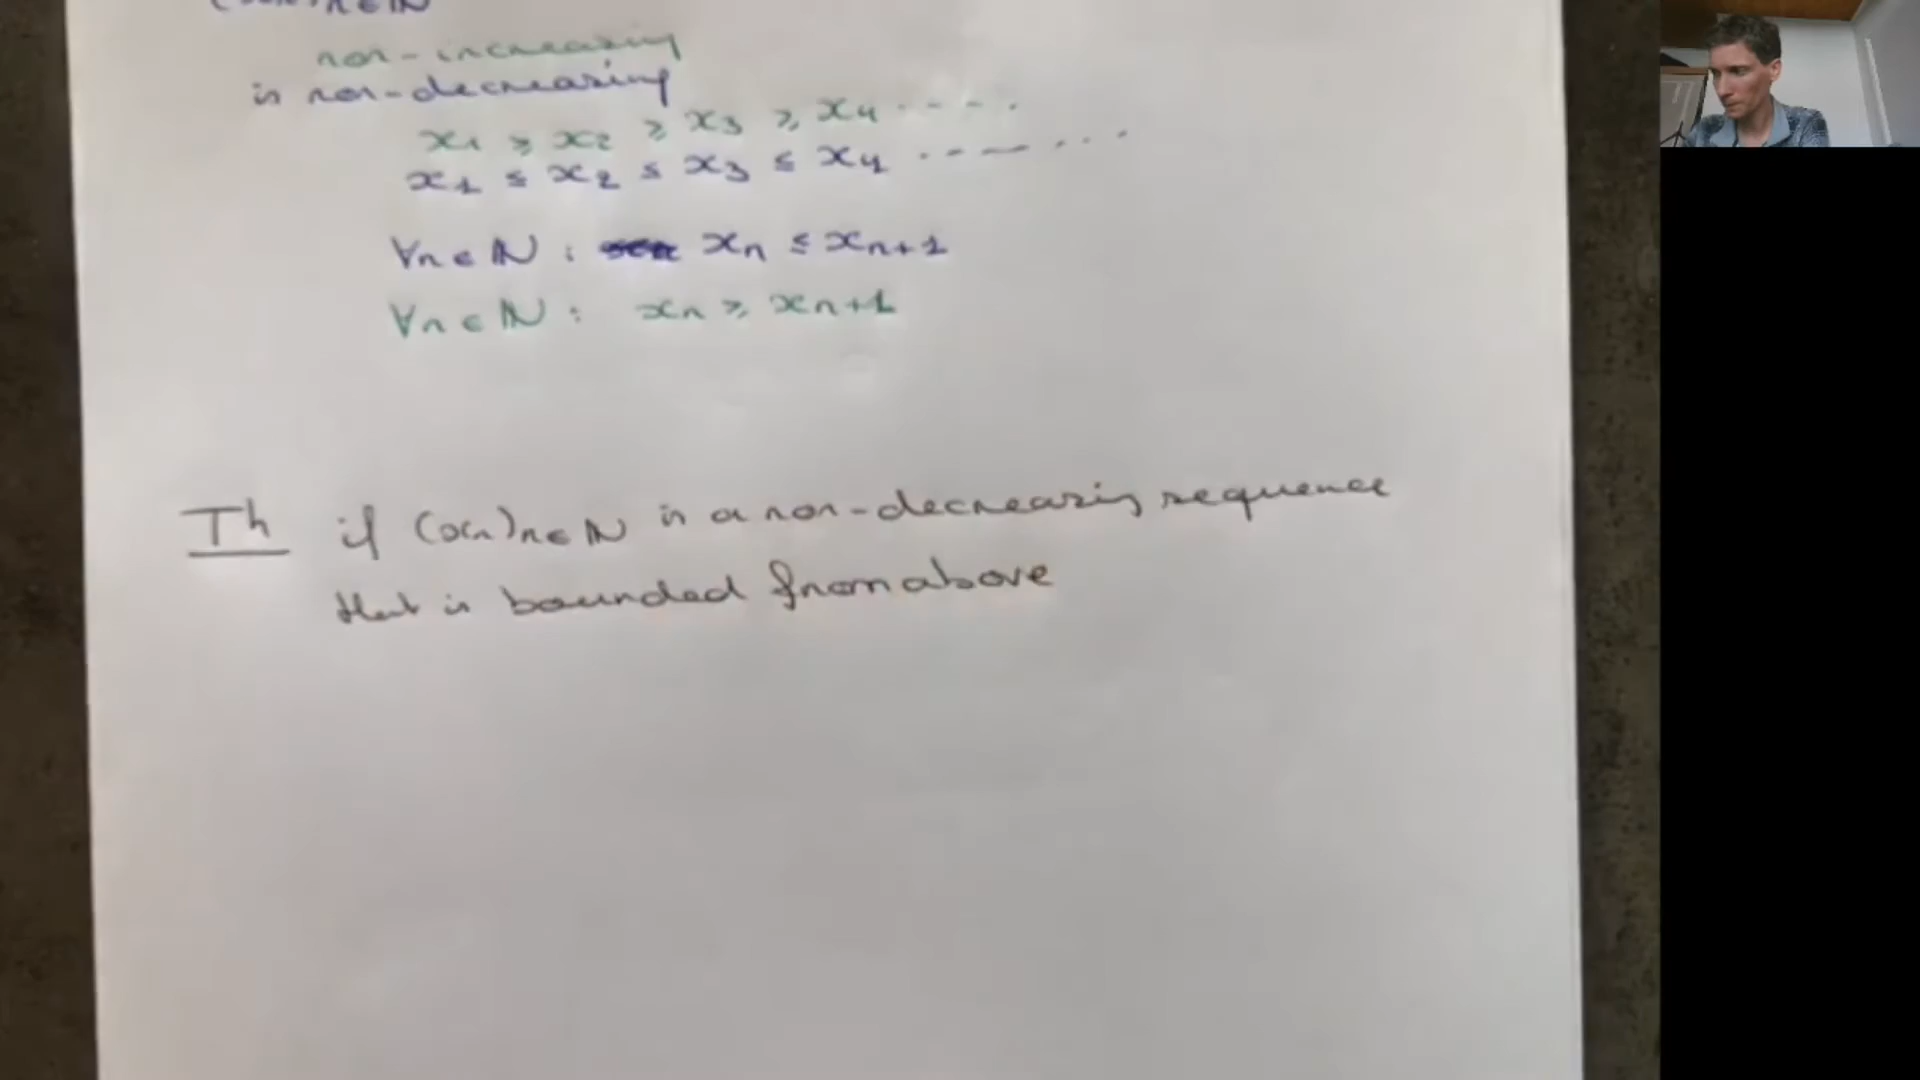 (xn)n∈ℕ
non-increasing
is non-decreasing
x1 ⩾ x2 ⩾ x3 ⩾ x4 ----.
x1 ≤ x2 ≤ x3 ≤ x4 .-----...
∀n∈ℕ : xn ≤ xn+1
∀n∈ℕ : xn ⩾ xn+1
Th if (xn)n∈ℕ is a non-decreasing sequence
that is bounded from above